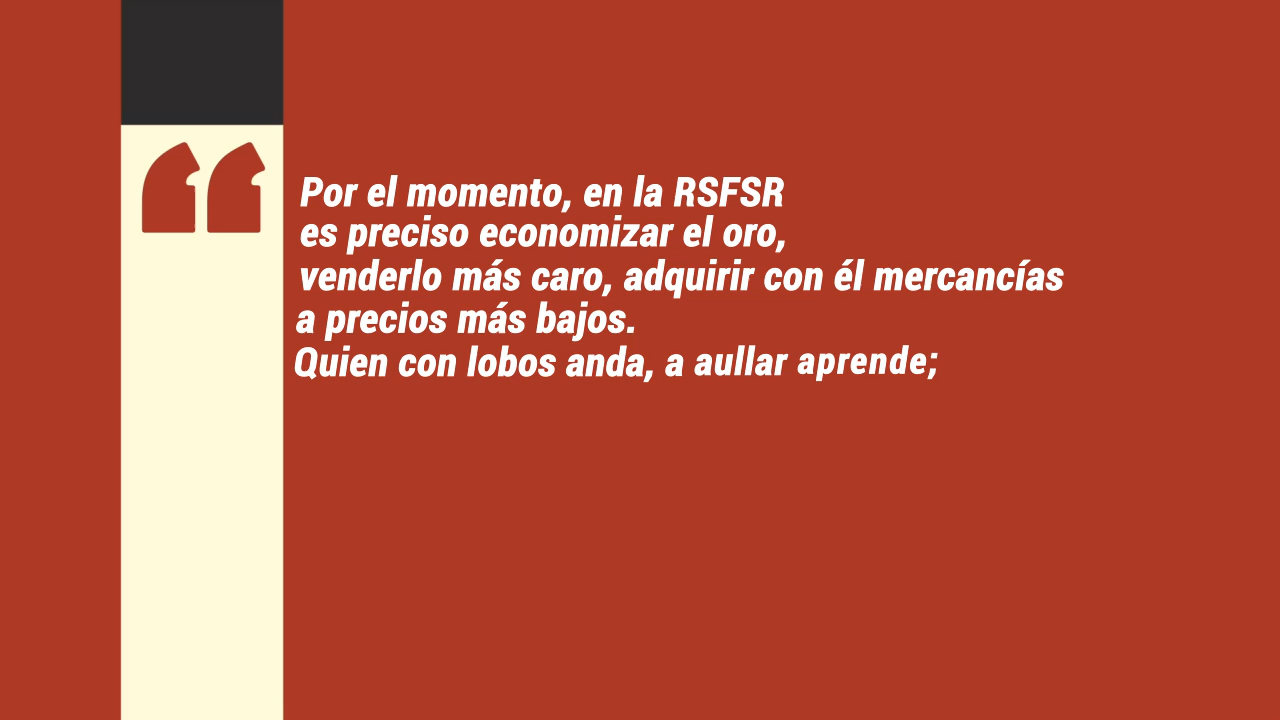 Por el momento, en la RSFSR
es preciso economizar el oro,
venderlo más caro, adquirir con él mercancías
a precios más bajos.
Quien con lobos anda, a aullar aprende;